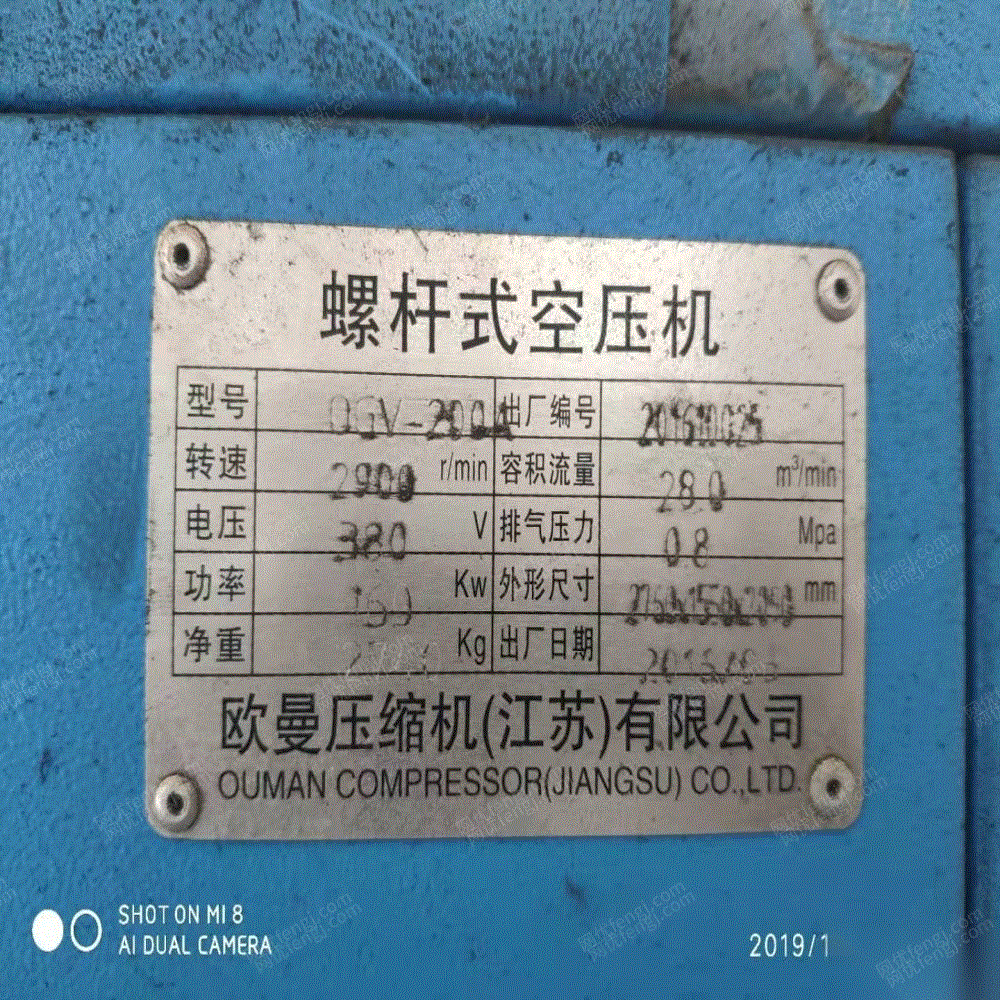 螺杆式空压机
型号 OGV-200A 出厂编号
转速 2900 r/min 容积流量 28.0 m³/min
电压 380 V 排气压力 0.8 Mpa
功率 Kw 外形尺寸 mm
净重 Kg 出厂日期
欧曼压缩机(江苏)有限公司
OUMAN COMPRESSOR(JIANGSU) CO.,LTD.
SHOT ON MI 8
AI DUAL CAMERA
2019/1